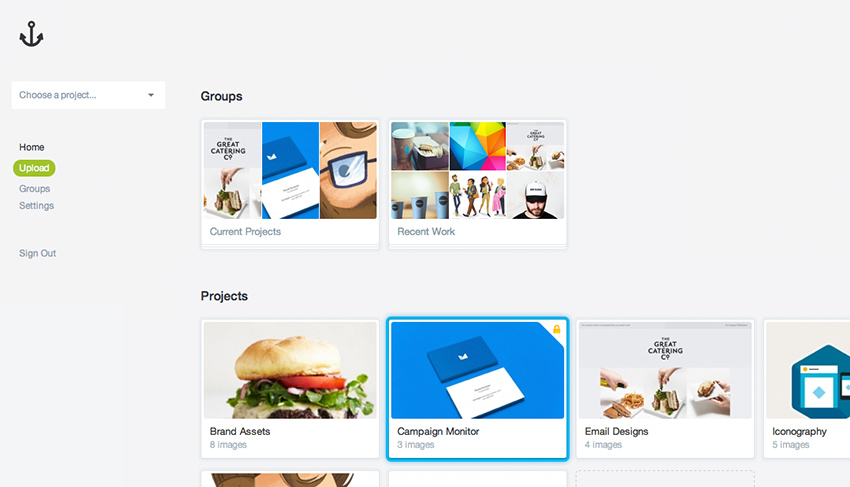 Choose a project...
Home
Upload
Groups
Settings
Sign Out
Groups
THE
GREAT
CATERING
CO
THE
GREAT
CATERING
CO
Current Projects
Recent Work
Projects
THE
GREAT
CATERING
CO
Brand Assets
8 images
Campaign Monitor
3 images
Email Designs
4 images
Iconography
5 images